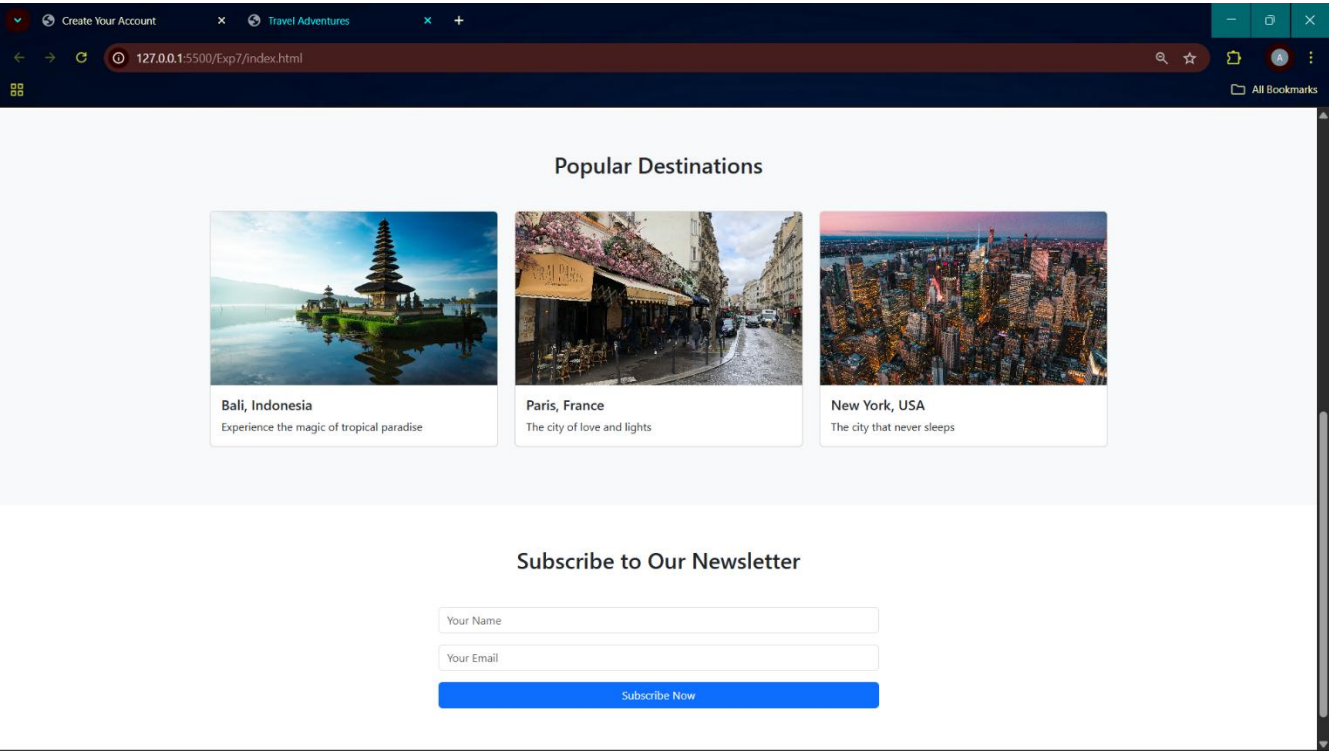 Create Your Account
Travel Adventures
127.0.0.1:5500/Exp7/index.html
A
All Bookmarks
Popular Destinations
Bali, Indonesia
Experience the magic of tropical paradise
Paris, France
The city of love and lights
New York, USA
The city that never sleeps
Subscribe to Our Newsletter
Your Name
Your Email
Subscribe Now